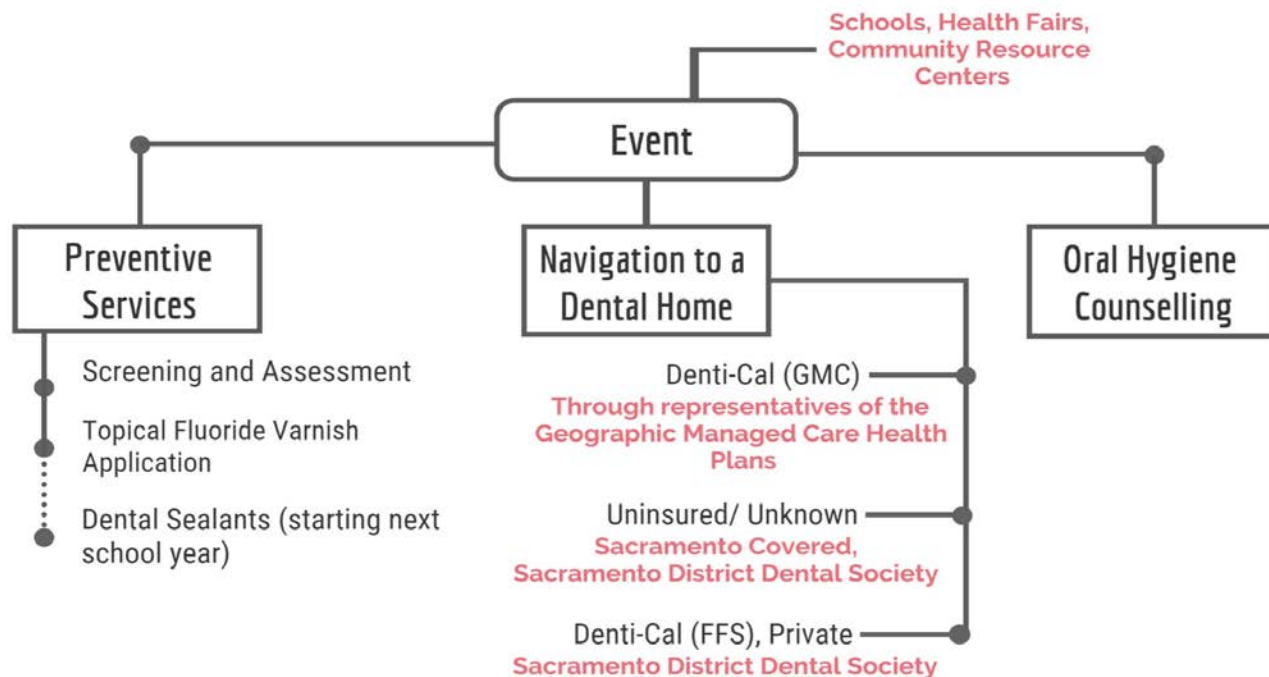 Schools, Health Fairs,
Community Resource
Centers
Event
Preventive
Services
Screening and Assessment
Topical Fluoride Varnish
Application
Dental Sealants (starting next
school year)
Navigation to a
Dental Home
Denti-Cal (GMC)
Through representatives of the
Geographic Managed Care Health
Plans
Uninsured/ Unknown
Sacramento Covered,
Sacramento District Dental Society
Denti-Cal (FFS), Private
Sacramento District Dental Society
Oral Hygiene
Counselling